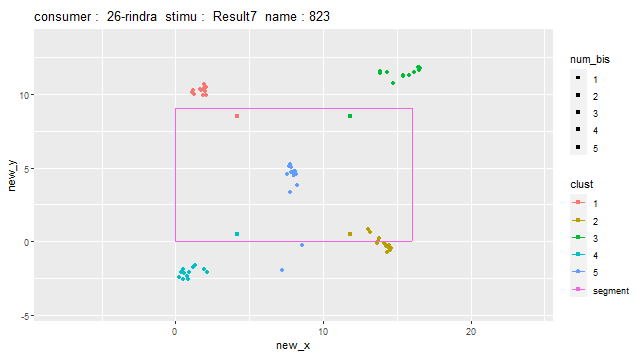 consumer :  26-rindra  stimu :  Result7  name : 823
new_y
10
5
0
-5
0
10
20
new_x
num_bis
1
2
3
4
5
clust
1
2
3
4
5
segment